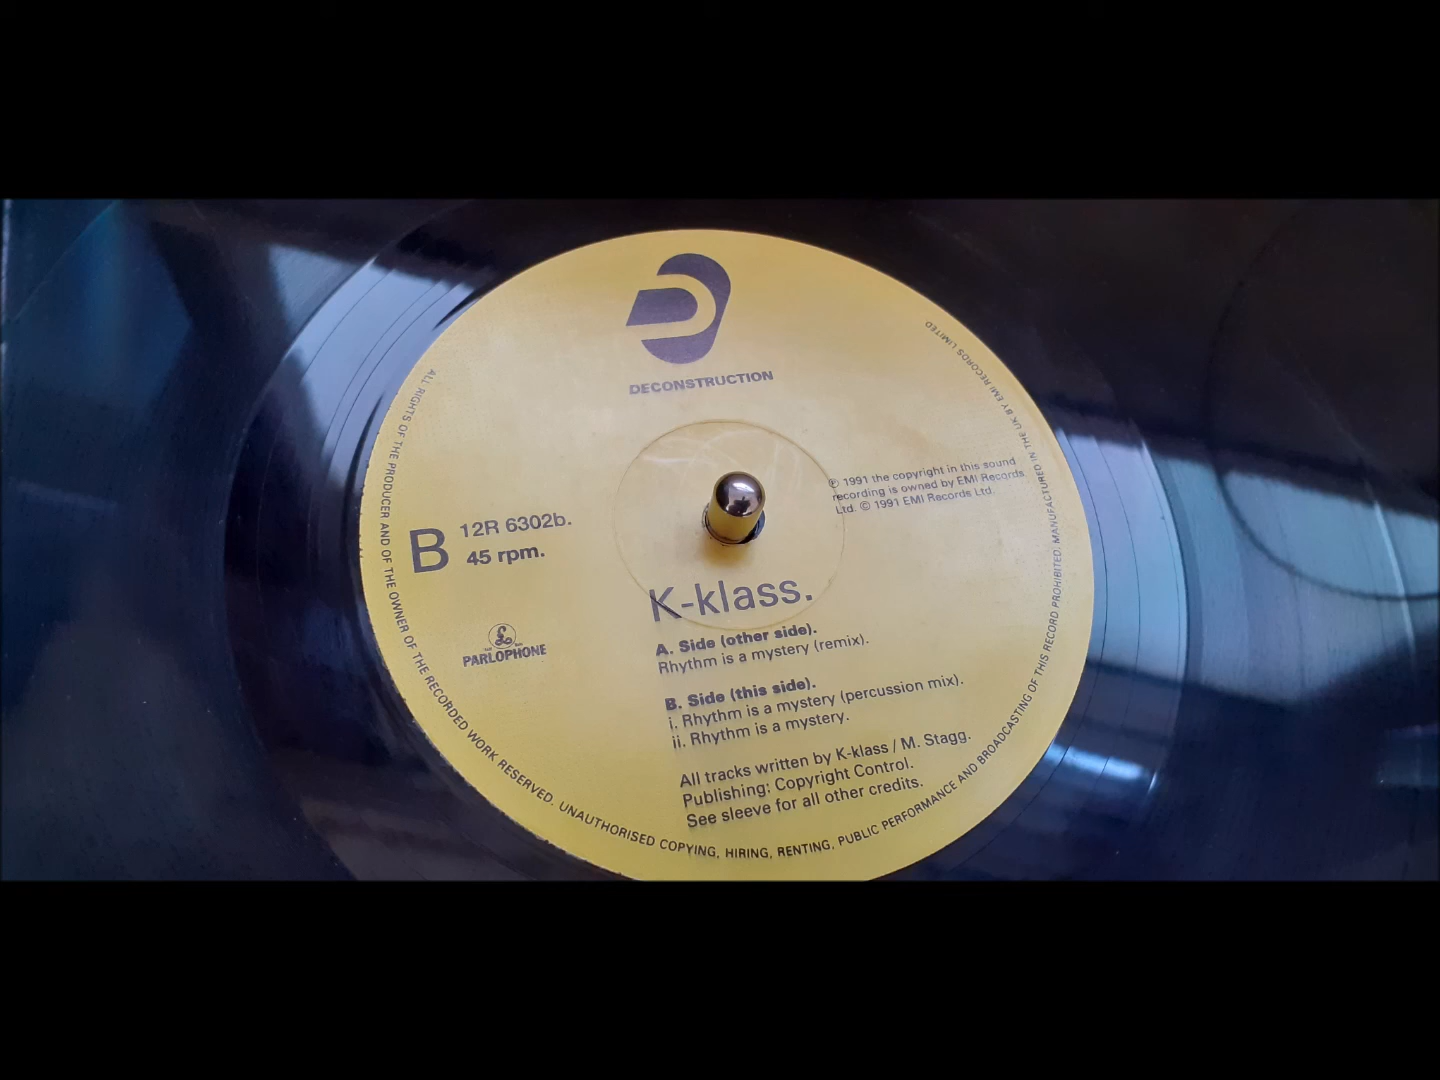 DECONSTRUCTION
B
12R 6302b.
45 rpm.
℗ 1991 the copyright in this sound
recording is owned by EMI Records
Ltd. © 1991 EMI Records Ltd.
PARLOPHONE
K-klass.
A. Side (other side).
Rhythm is a mystery (remix).
B. Side (this side).
i. Rhythm is a mystery (percussion mix).
ii. Rhythm is a mystery.
All tracks written by K-klass / M. Stagg.
Publishing: Copyright Control.
See sleeve for all other credits.
ALL RIGHTS OF THE PRODUCER AND OF THE OWNER OF THE RECORDED WORK RESERVED. UNAUTHORISED COPYING, HIRING, RENTING, PUBLIC PERFORMANCE AND BROADCASTING OF THIS RECORD PROHIBITED. MANUFACTURED IN THE UK BY EMI RECORDS LIMITED